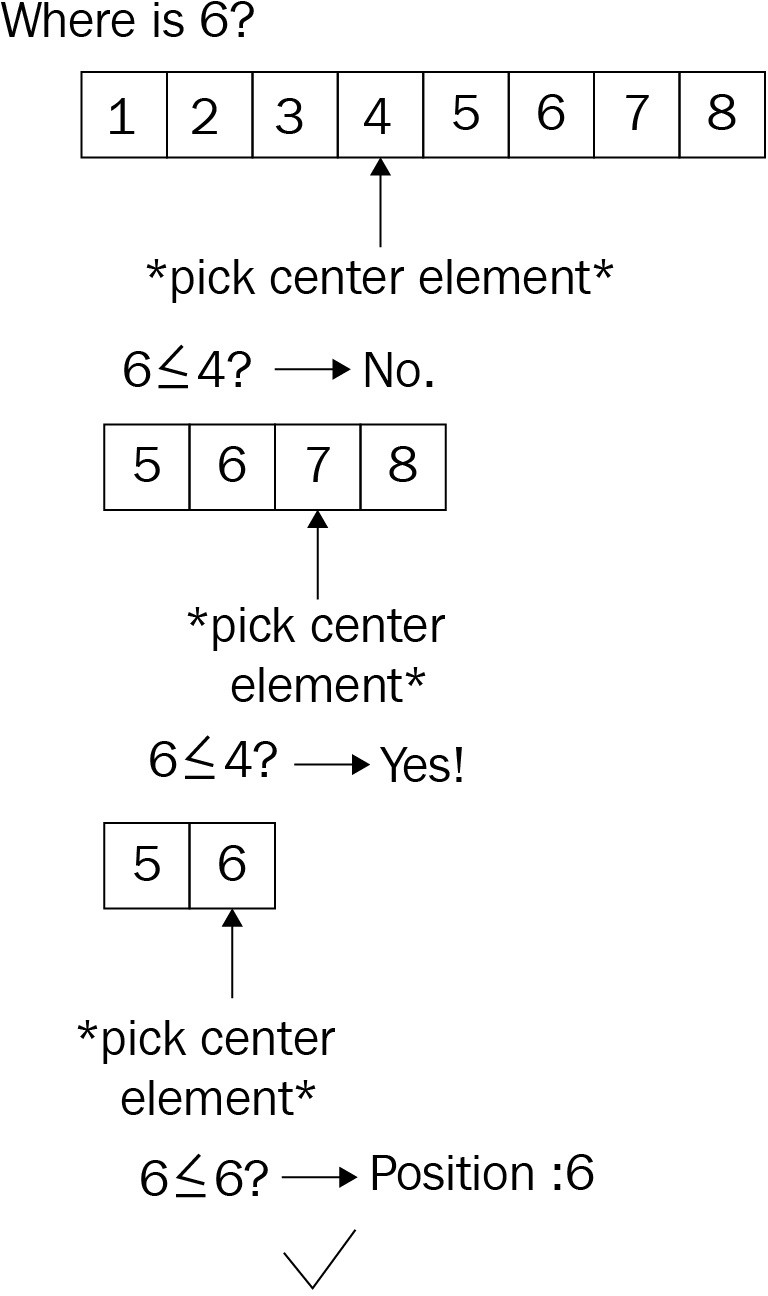 Where is 6?
1 2 3 4 5 6 7 8
*pick center element*
6≤4? No.
5 6 7 8
*pick center
element*
6≤4? Yes!
5 6
*pick center
element*
6≤6? Position :6